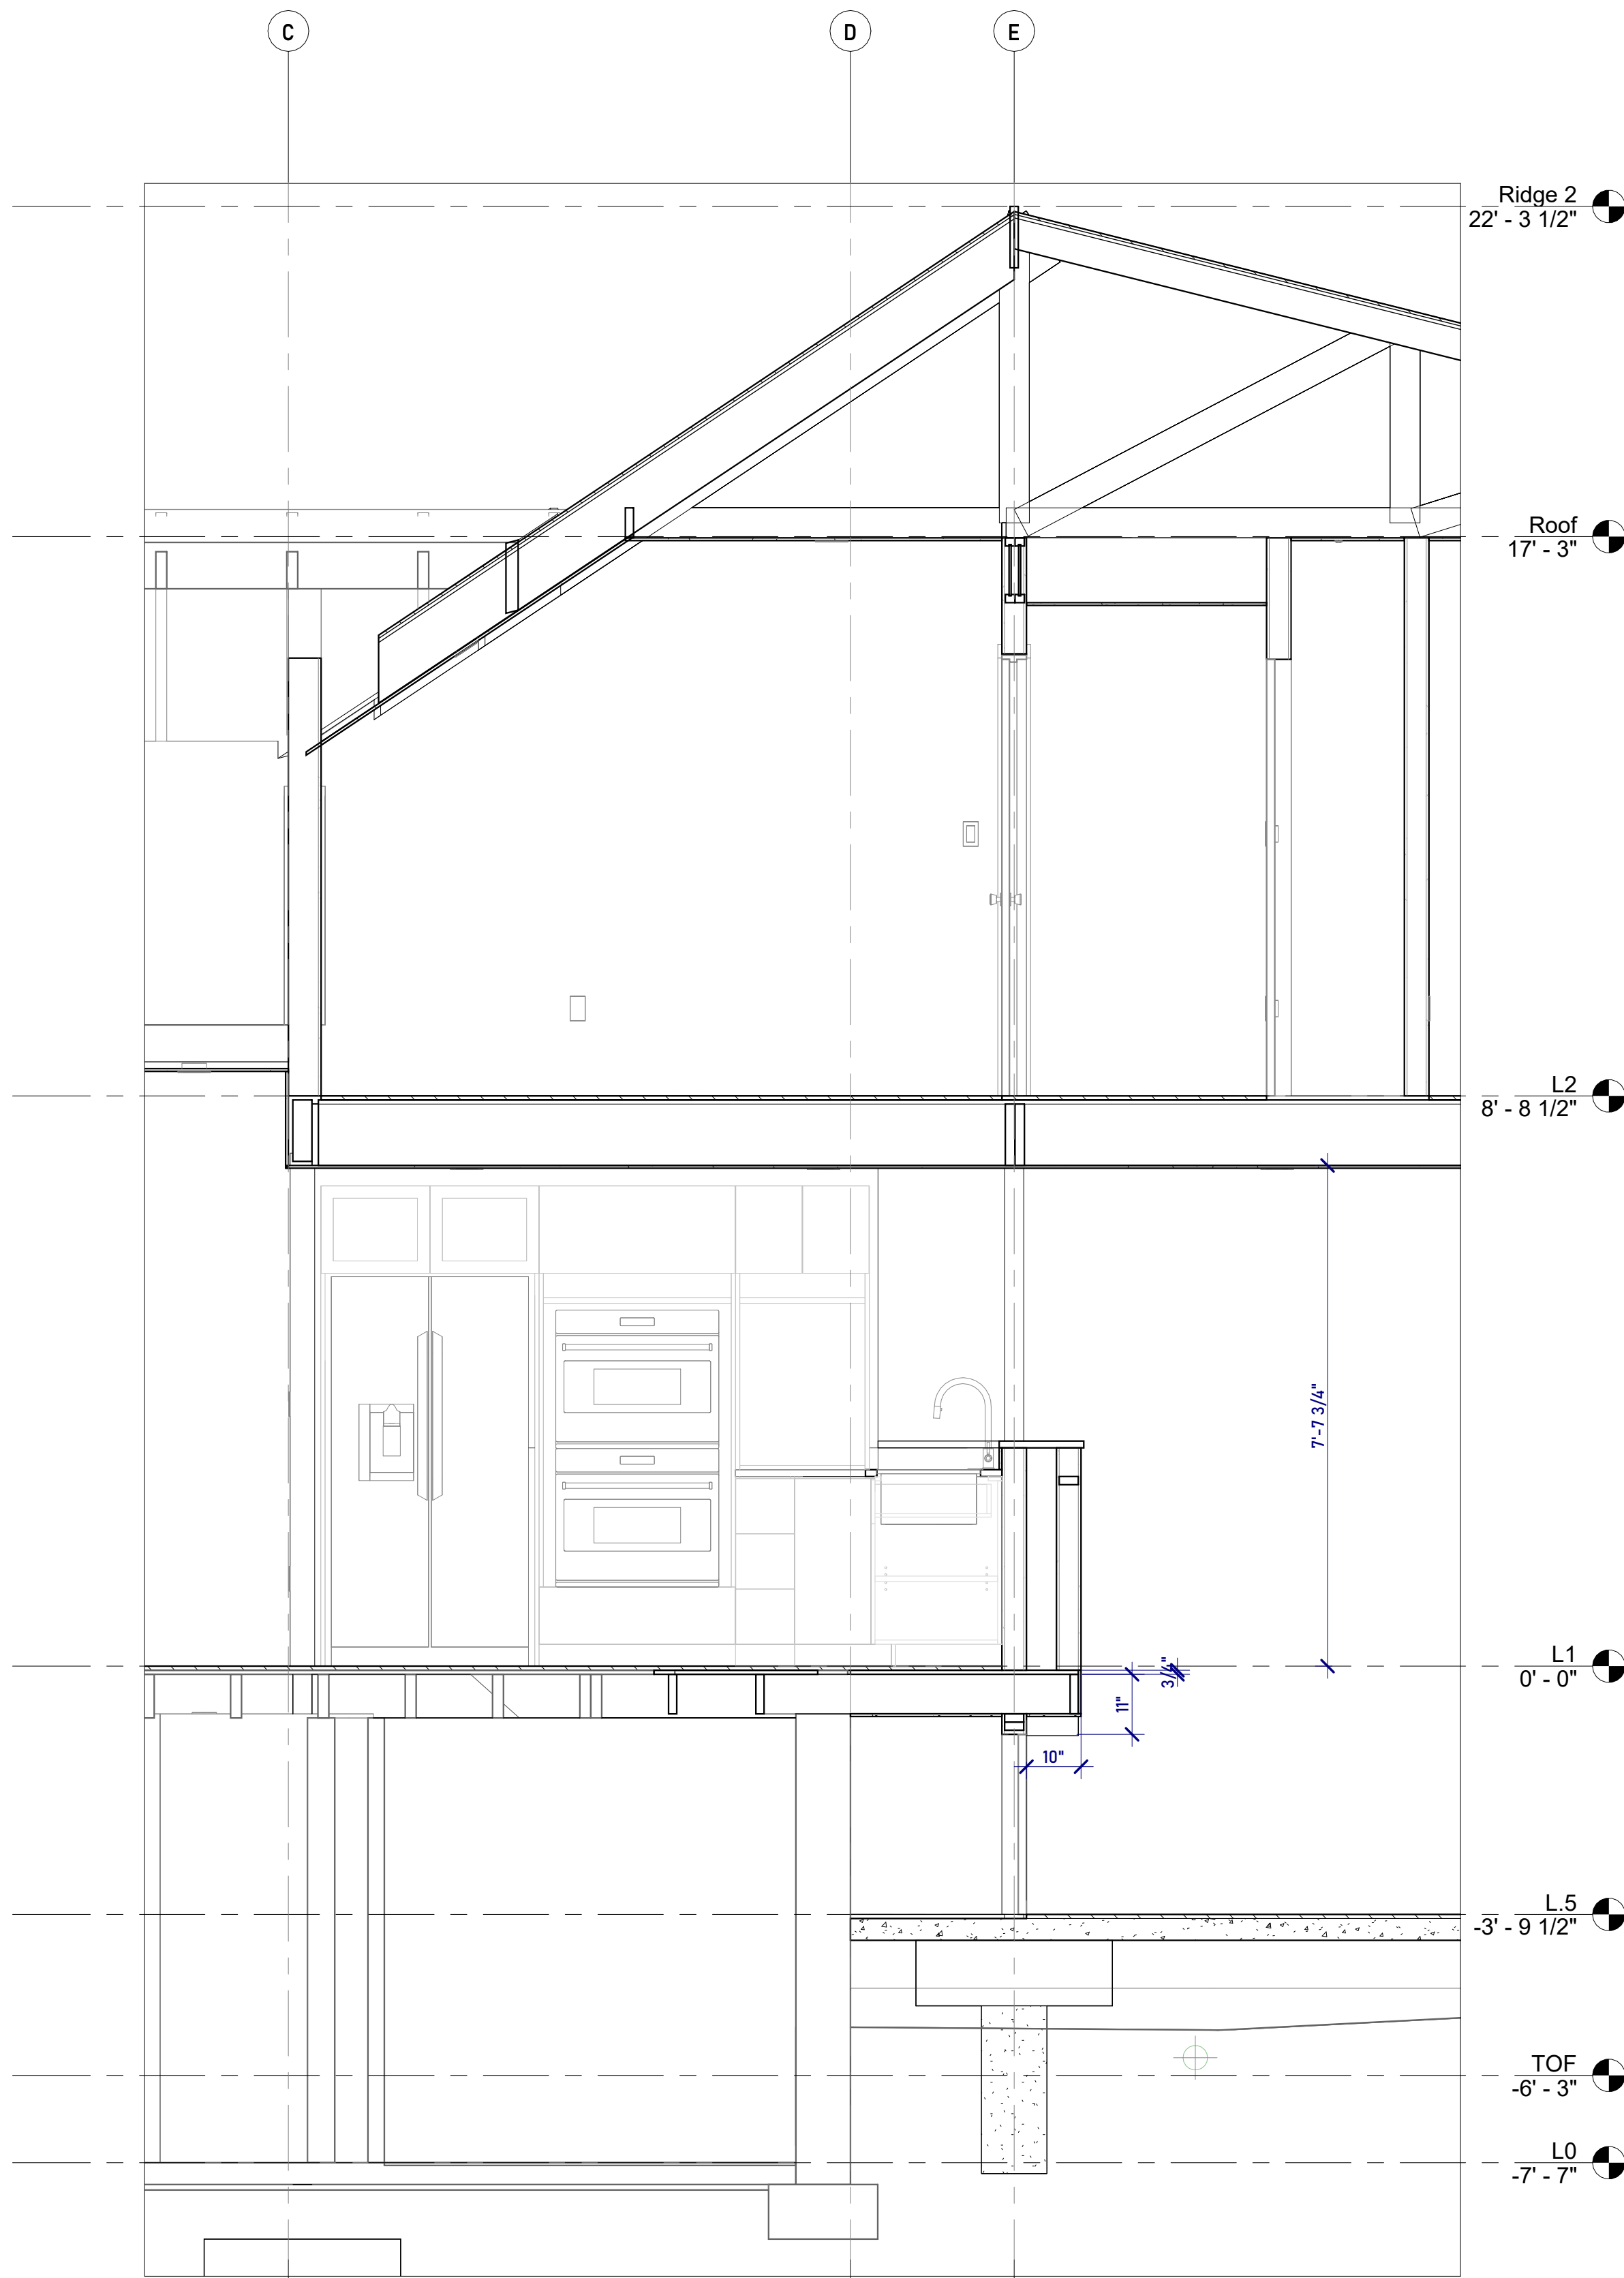 C
D
E
Ridge 2
22' - 3 1/2"
Roof
17' - 3"
L2
8' - 8 1/2"
7'-7 3/4"
L1
0' - 0"
3/4"
11"
10"
L.5
-3' - 9 1/2"
TOF
-6' - 3"
L0
-7' - 7"